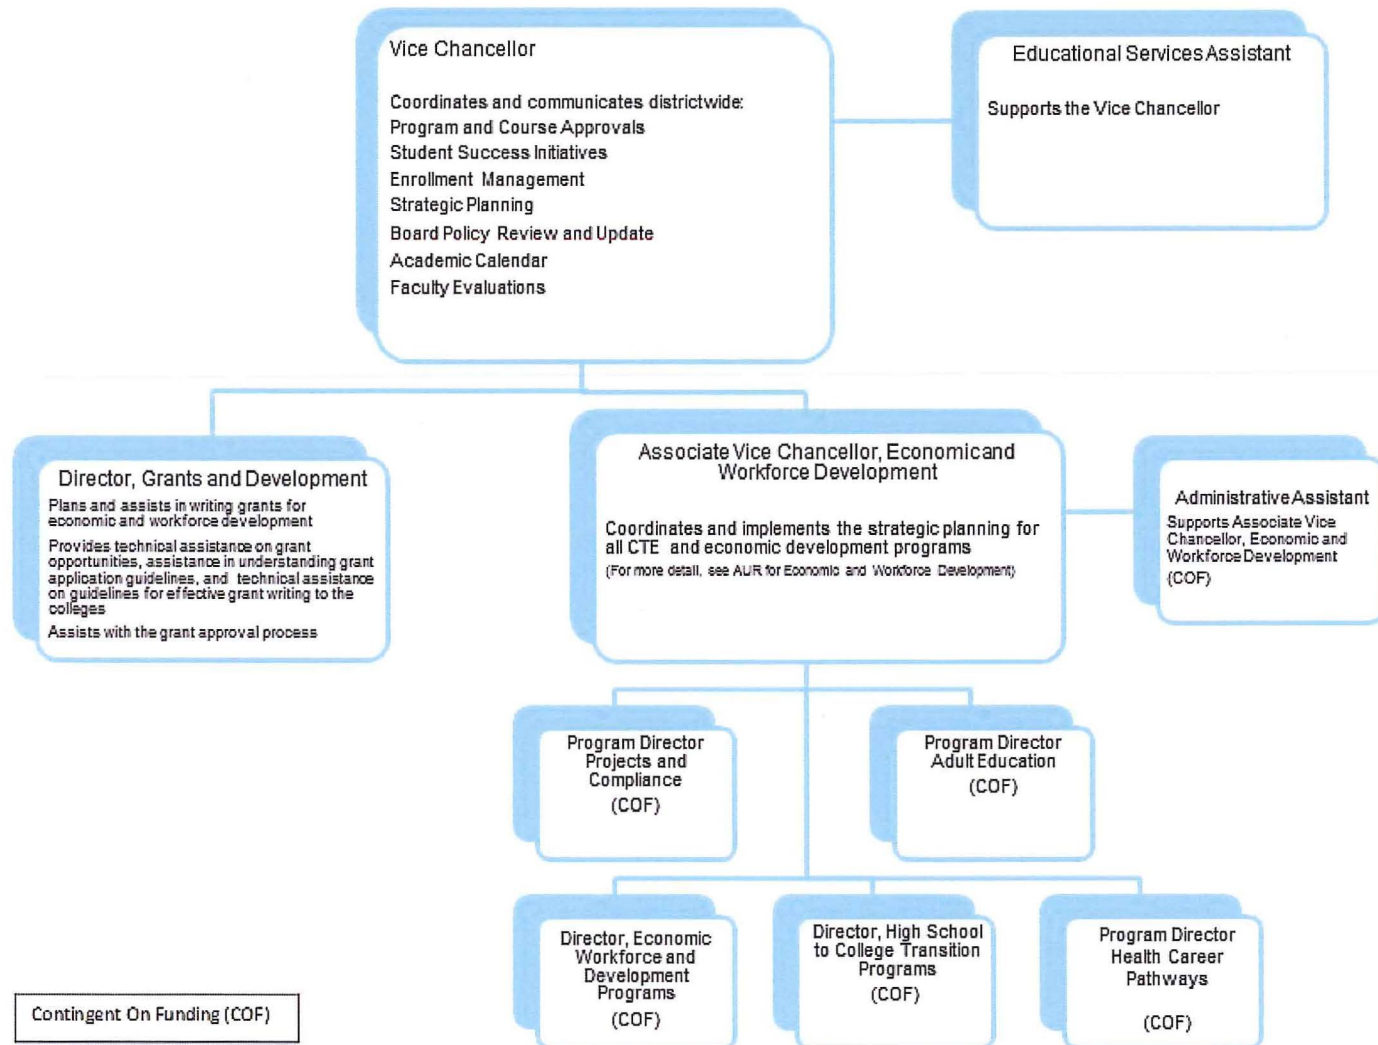 Vice Chancellor
Coordinates and communicates districtwide:
Program and Course Approvals
Student Success Initiatives
Enrollment Management
Strategic Planning
Board Policy Review and Update
Academic Calendar
Faculty Evaluations
Educational Services Assistant
Supports the Vice Chancellor
Director, Grants and Development
Plans and assists in writing grants for
economic and workforce development
Provides technical assistance on grant
opportunities, assistance in understanding grant
application guidelines, and technical assistance
on guidelines for effective grant writing to the
colleges
Assists with the grant approval process
Associate Vice Chancellor, Economic and
Workforce Development
Coordinates and implements the strategic planning for
all CTE and economic development programs
(For more detail, see AUR for Economic and Workforce Development)
Administrative Assistant
Supports Associate Vice
Chancellor, Economic and
Workforce Development
(COF)
Program Director
Projects and
Compliance
(COF)
Program Director
Adult Education
(COF)
Director, Economic
Workforce and
Development
Programs
(COF)
Director, High School
to College Transition
Programs
(COF)
Program Director
Health Career
Pathways
(COF)
Contingent On Funding (COF)